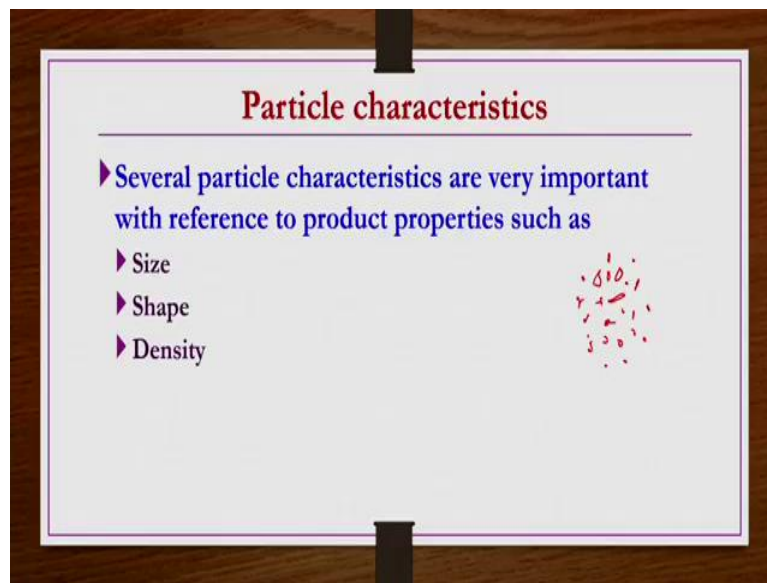 Particle characteristics
Several particle characteristics are very important
with reference to product properties such as
Size
Shape
Density